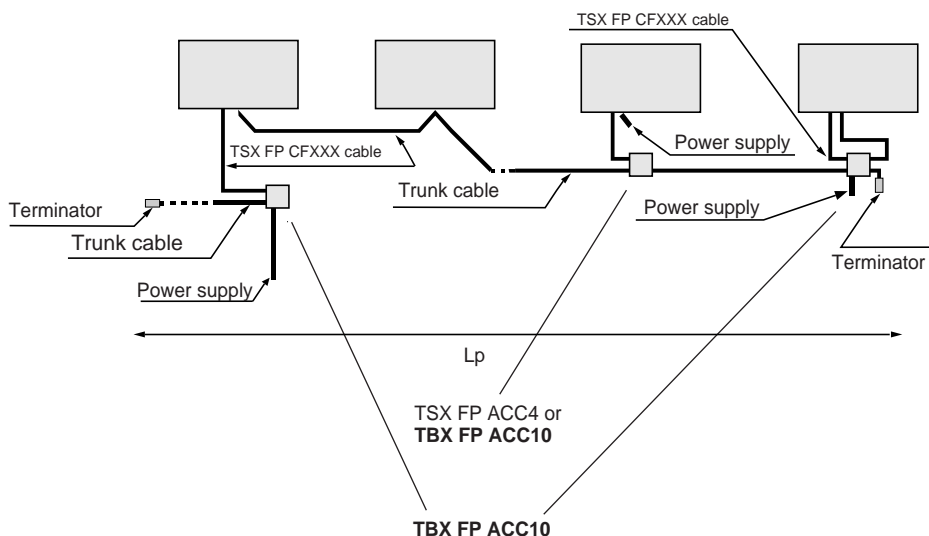 TSX FP CFXXX cable
Power supply
TSX FP CFXXX cable
Trunk cable
Terminator
Power supply
Trunk cable
Terminator
Power supply
Lp
TSX FP ACC4 or
TBX FP ACC10
TBX FP ACC10